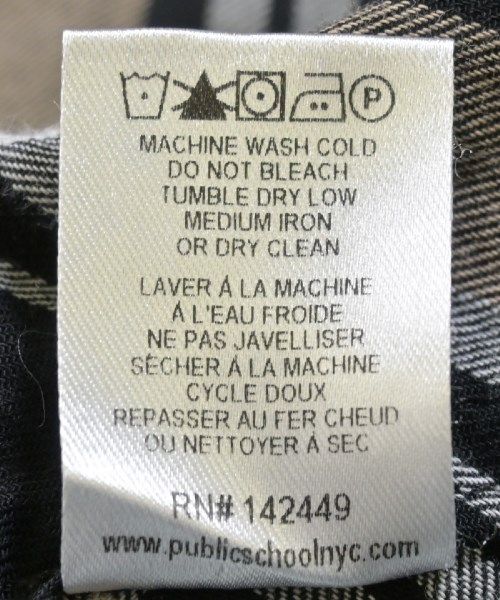 P
MACHINE WASH COLD
DO NOT BLEACH
TUMBLE DRY LOW
MEDIUM IRON
OR DRY CLEAN
LAVER Á LA MACHINE
Á L'EAU FROIDE
NE PAS JAVELLISER
SÉCHER Á LA MACHINE
CYCLE DOUX
REPASSER AU FER CHEUD
OU NETTOYER Á SEC
RN# 142449
www.publicschoolnyc.com